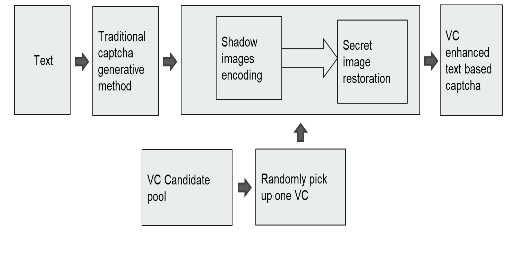 Text
Traditional
captcha
generative
method
Shadow
images
encoding
Secret
image
restoration
VC
enhanced
text based
captcha
VC Candidate
pool
Randomly pick
up one VC